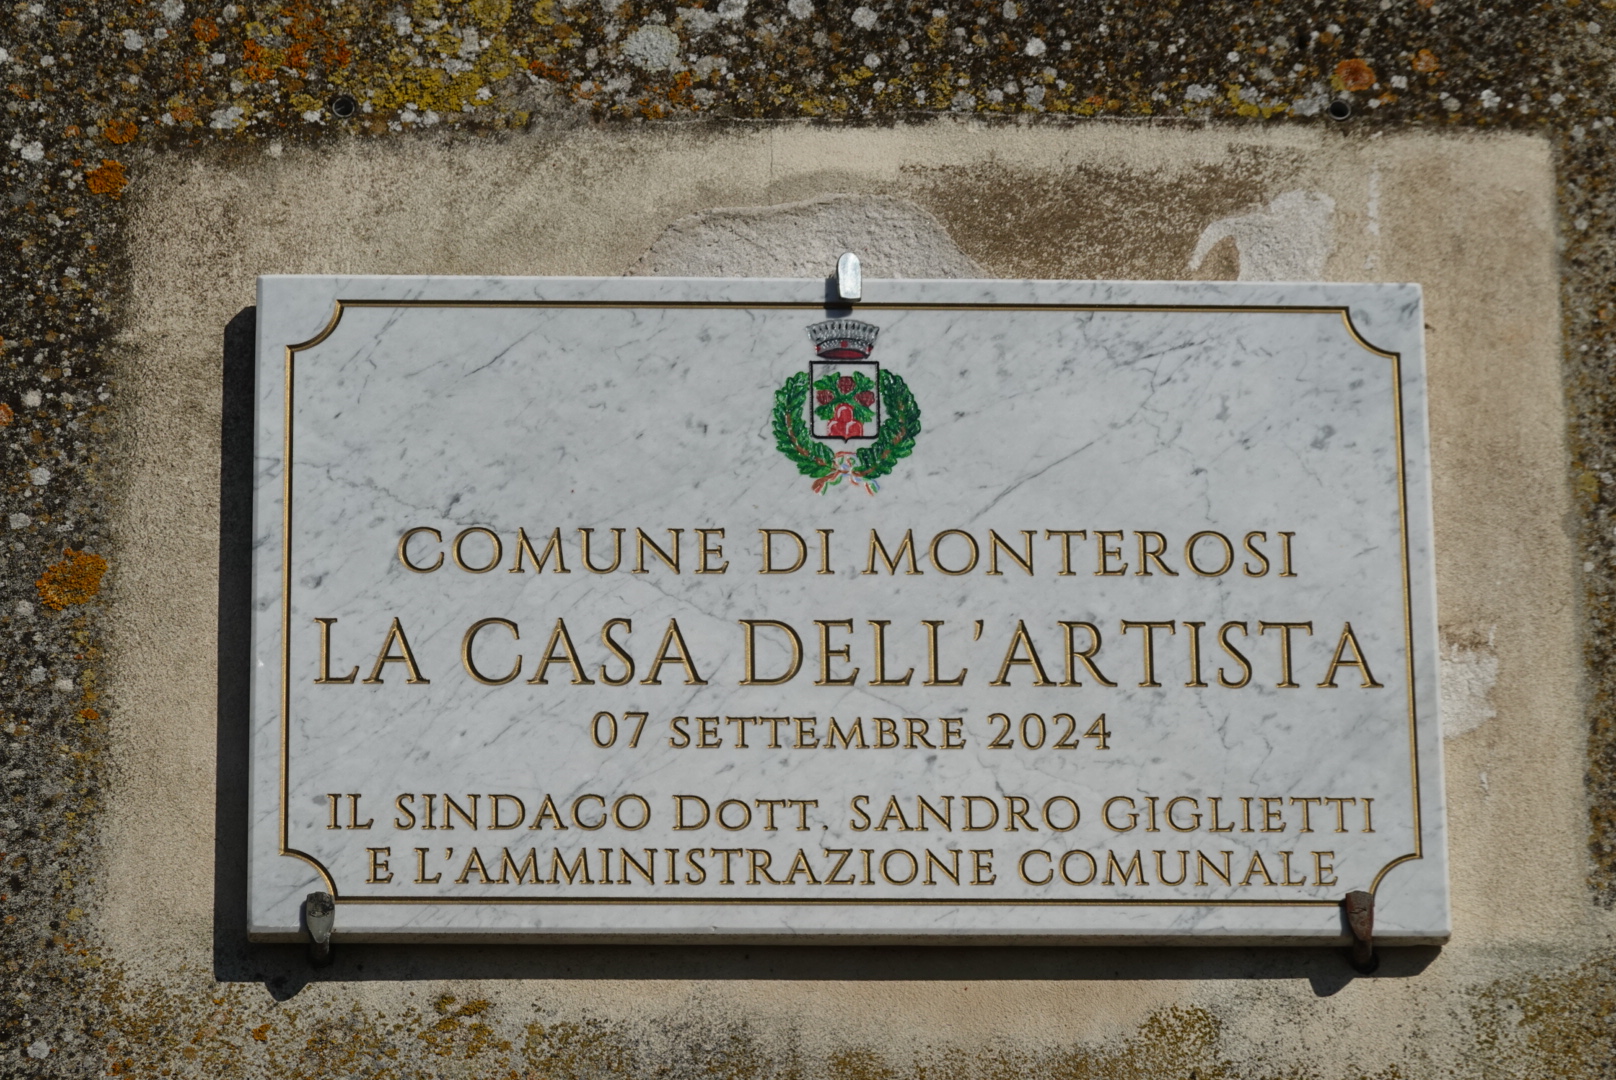 COMUNE DI MONTEROSI
LA CASA DELL'ARTISTA
07 SETTEMBRE 2024
IL SINDACO DOTT. SANDRO GIGLIETTI
E L'AMMINISTRAZIONE COMUNALE